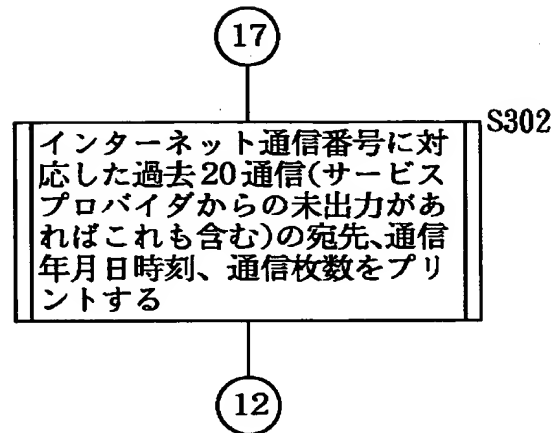 17
S302
インターネット通信番号に対
応した過去20通信(サービス
プロバイダからの未出力があ
ればこれも含む)の宛先、通信
年月日時刻、通信枚数をプリ
ントする
12